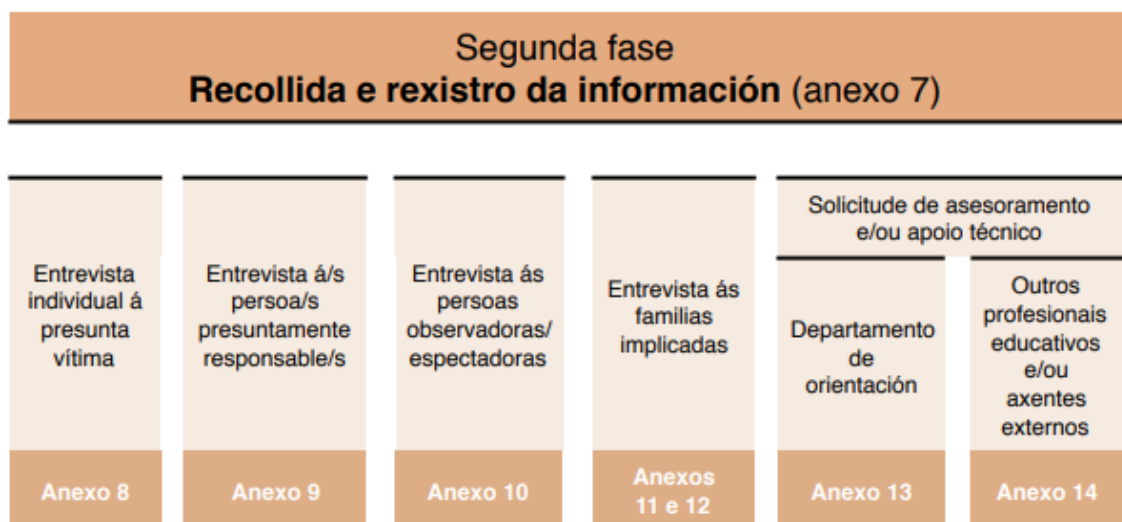 Segunda fase
Recollida e rexistro da información (anexo 7)
Entrevista
individual á
presunta
vítima
Anexo 8
Entrevista á/s
persoa/s
presuntamente
responsable/s
Anexo 9
Entrevista ás
persoas
observadoras/
espectadoras
Anexo 10
Entrevista ás
familias
implicadas
Anexos
11 e 12
Solicitude de asesoramento
e/ou apoio técnico
Departamento
de
orientación
Anexo 13
Outros
profesionais
educativos
e/ou
axentes
externos
Anexo 14